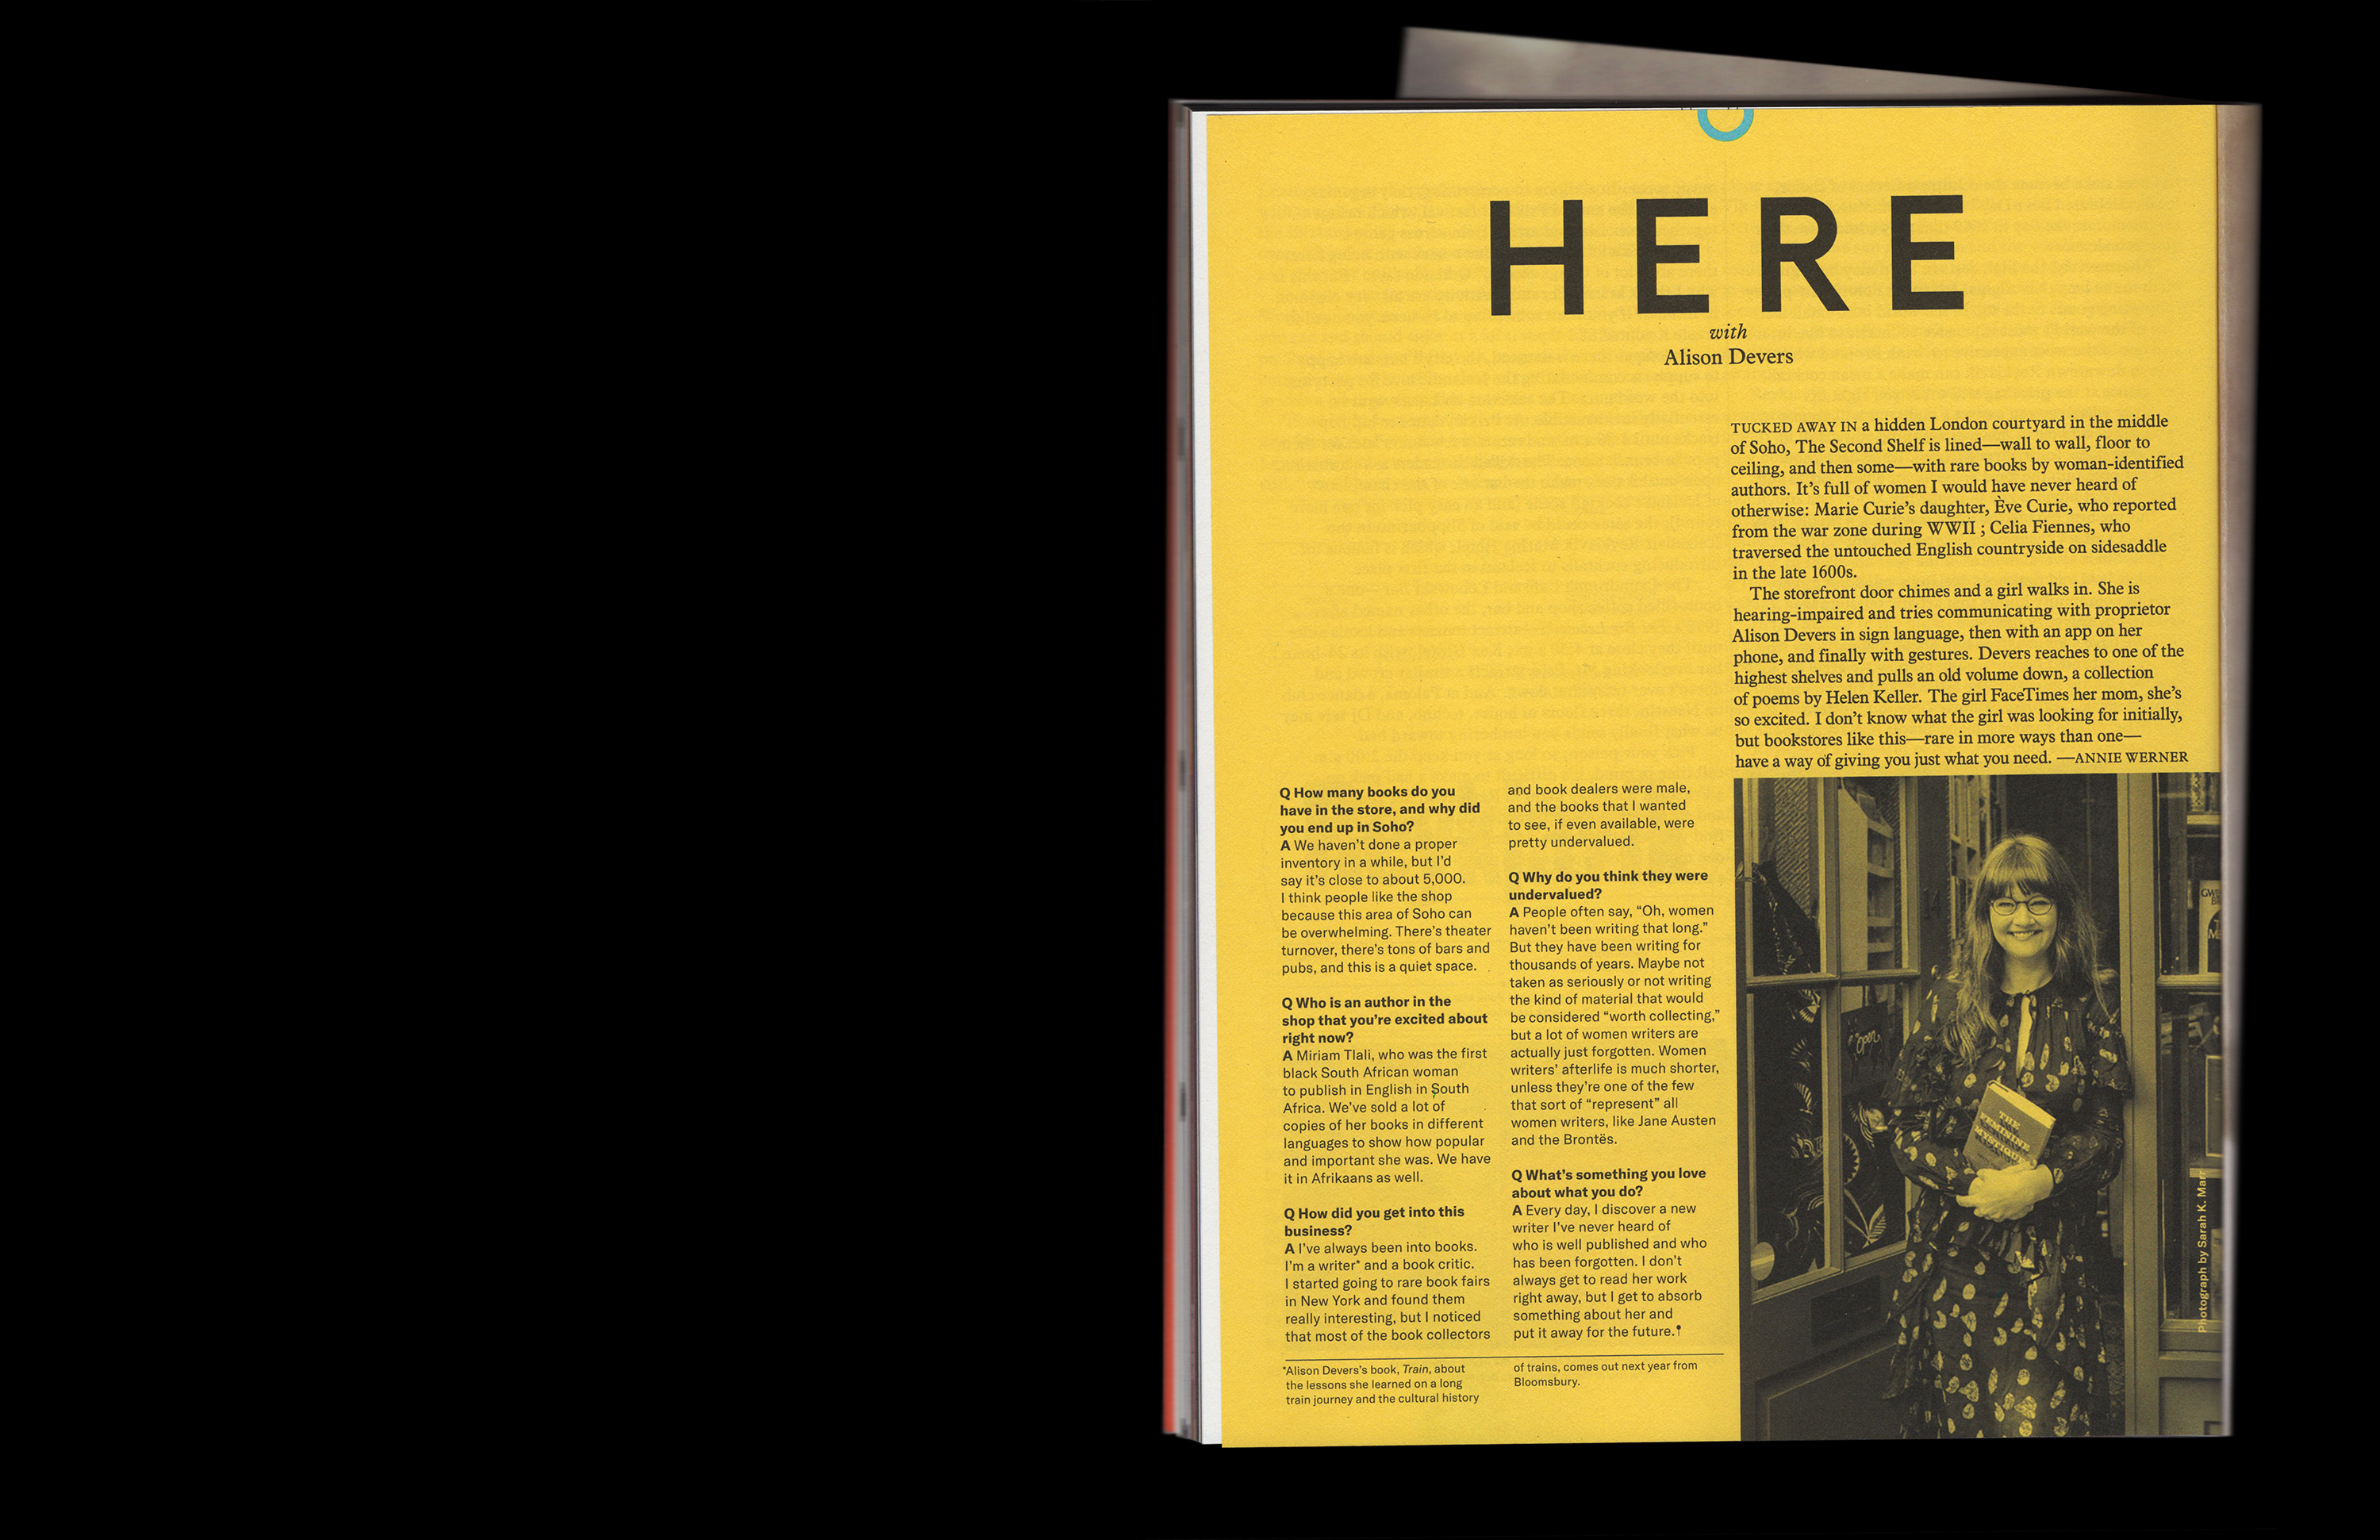 HERE
with
Alison Devers
TUCKED AWAY IN a hidden London courtyard in the middle
of Soho, The Second Shelf is lined—wall to wall, floor to
ceiling, and then some—with rare books by woman-identified
authors. It’s full of women I would have never heard of
otherwise: Marie Curie’s daughter, Ève Curie, who reported
from the war zone during WWII ; Celia Fiennes, who
traversed the untouched English countryside on sidesaddle
in the late 1600s.
The storefront door chimes and a girl walks in. She is
hearing-impaired and tries communicating with proprietor
Alison Devers in sign language, then with an app on her
phone, and finally with gestures. Devers reaches to one of the
highest shelves and pulls an old volume down, a collection
of poems by Helen Keller. The girl FaceTimes her mom, she’s
so excited. I don’t know what the girl was looking for initially,
but bookstores like this—rare in more ways than one—
have a way of giving you just what you need. —ANNIE WERNER
Q How many books do you
have in the store, and why did
you end up in Soho?
A We haven’t done a proper
inventory in a while, but I’d
say it’s close to about 5,000.
I think people like the shop
because this area of Soho can
be overwhelming. There’s theater
turnover, there’s tons of bars and
pubs, and this is a quiet space.
Q Who is an author in the
shop that you’re excited about
right now?
A Miriam Tlali, who was the first
black South African woman
to publish in English in South
Africa. We’ve sold a lot of
copies of her books in different
languages to show how popular
and important she was. We have
it in Afrikaans as well.
Q How did you get into this
business?
A I’ve always been into books.
I’m a writer* and a book critic.
I started going to rare book fairs
in New York and found them
really interesting, but I noticed
that most of the book collectors
and book dealers were male,
and the books that I wanted
to see, if even available, were
pretty undervalued.
Q Why do you think they were
undervalued?
A People often say, “Oh, women
haven’t been writing that long.”
But they have been writing for
thousands of years. Maybe not
taken as seriously or not writing
the kind of material that would
be considered “worth collecting,”
but a lot of women writers are
actually just forgotten. Women
writers’ afterlife is much shorter,
unless they’re one of the few
that sort of “represent” all
women writers, like Jane Austen
and the Brontës.
Q What’s something you love
about what you do?
A Every day, I discover a new
writer I’ve never heard of
who is well published and who
has been forgotten. I don’t
always get to read her work
right away, but I get to absorb
something about her and
put it away for the future.
*Alison Devers’s book, Train, about
the lessons she learned on a long
train journey and the cultural history
of trains, comes out next year from
Bloomsbury.
open
THE
FEMININE
MYSTIQUE
Photograph by Sarah K. Marr